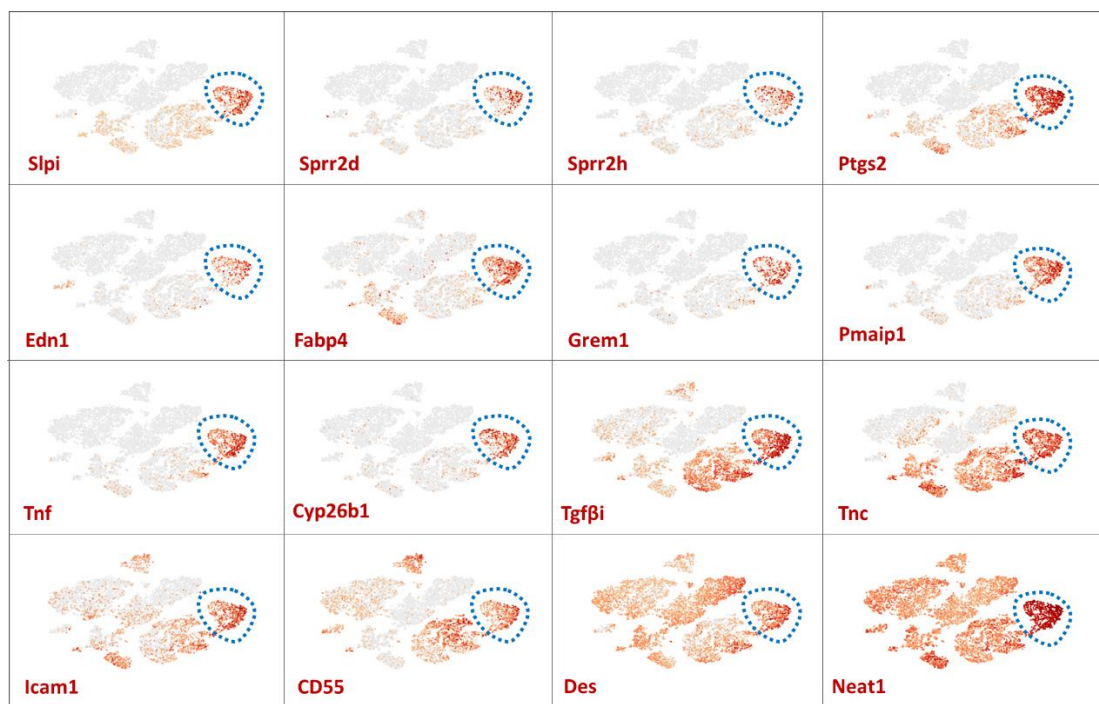 Slpi
Sprr2d
Sprr2h
Ptgs2
Edn1
Fabp4
Grem1
Pmaip1
Tnf
Cyp26b1
Tgfβi
Tnc
Icam1
CD55
Des
Neat1